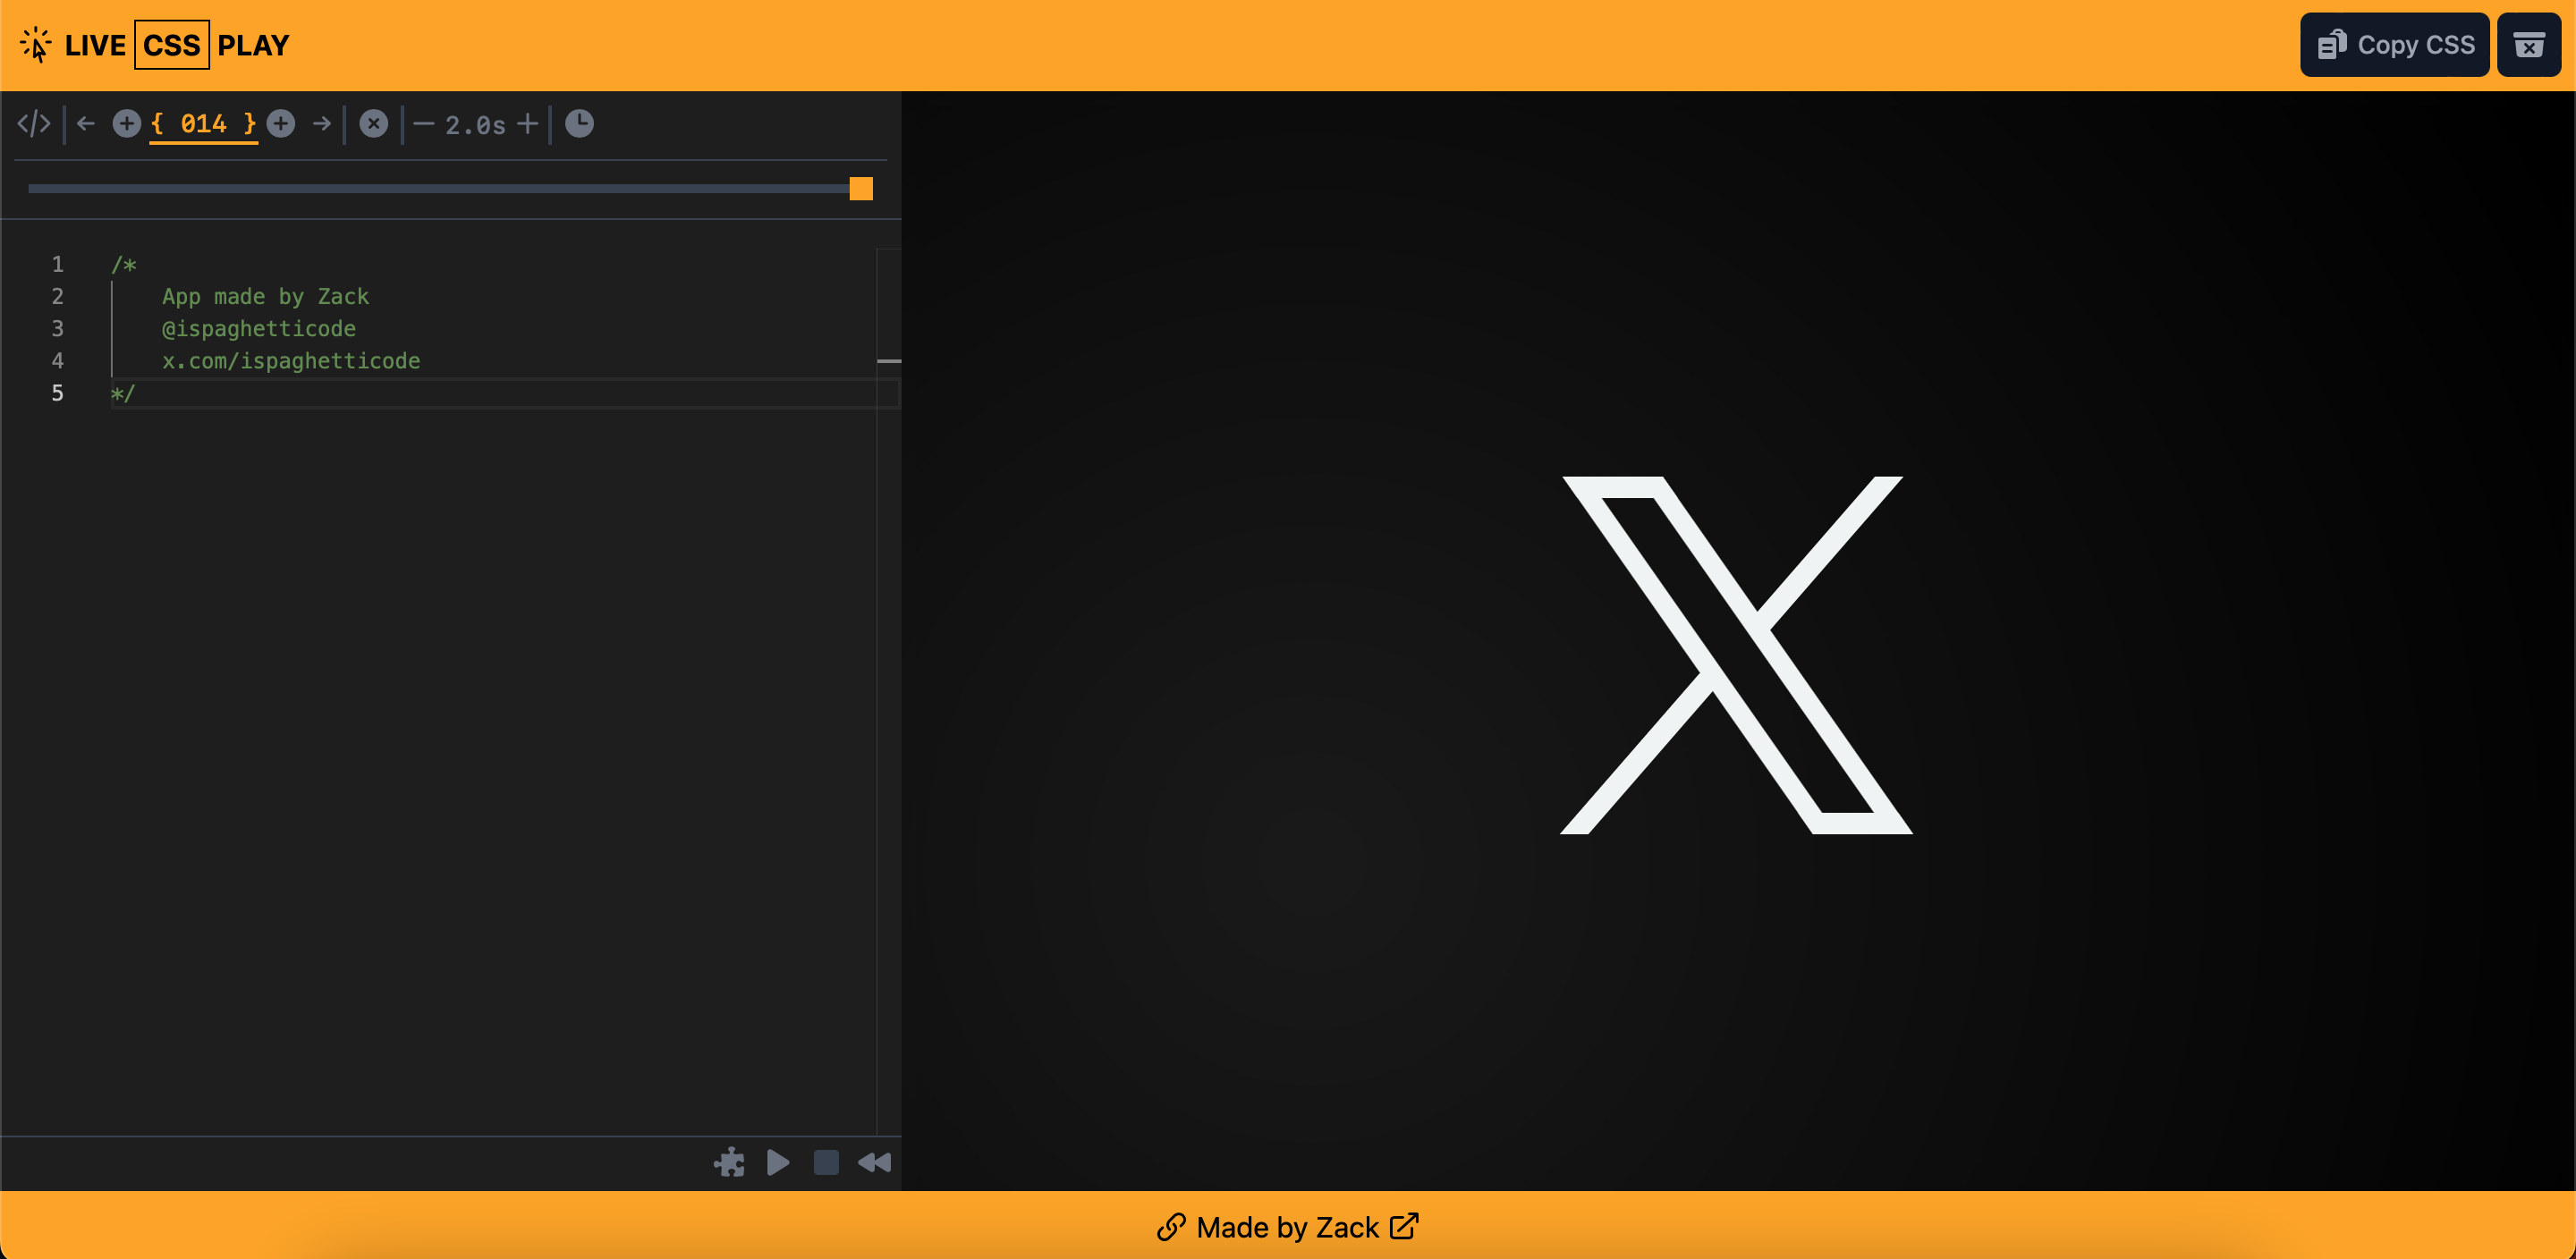 LIVE CSS PLAY
Copy CSS
{ 014 }
2.0s
1 /*
2 App made by Zack
3 @ispaghetticode
4 x.com/ispaghetticode
5 */
Made by Zack